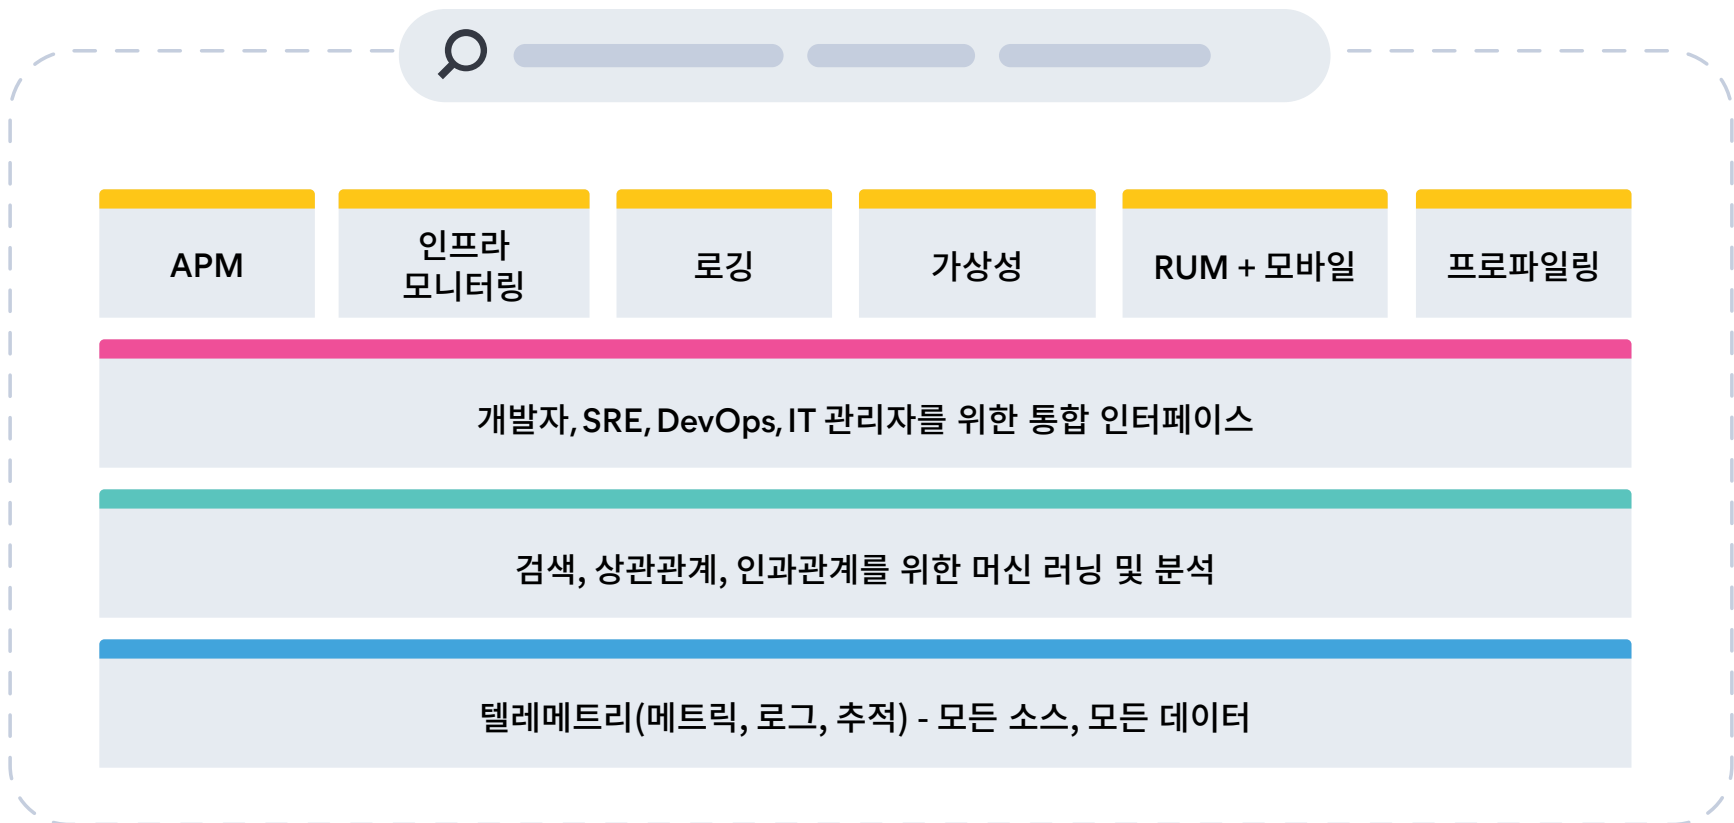 APM
인프라
모니터링
로깅
가상성
RUM + 모바일
프로파일링
개발자, SRE, DevOps, IT 관리자를 위한 통합 인터페이스
검색, 상관관계, 인과관계를 위한 머신 러닝 및 분석
텔레메트리(메트릭, 로그, 추적) - 모든 소스, 모든 데이터